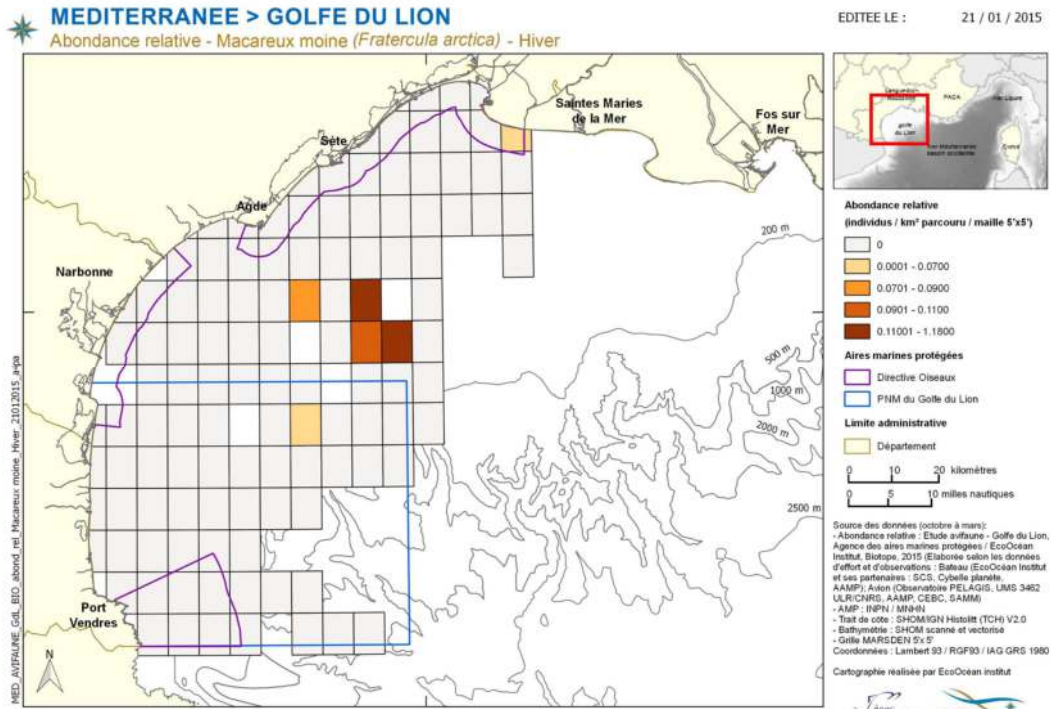 MEDITERRANEE > GOLFE DU LION
Abondance relative - Macareux moine (Fratercula arctica) - Hiver
EDITEE LE : 21 / 01 / 2015
Saintes Maries
de la Mer
Fos sur
Mer
Sète
Agde
Narbonne
Port
Vendres
N
200 m
500 m
1000 m
2000 m
2500 m
PACA
golfe
du Lion
Corse
Abondance relative
(individus / km² parcouru / maille 5'x5')
0
0.0001 - 0.0700
0.0701 - 0.0900
0.0901 - 0.1100
0.11001 - 1.1800
Aires marines protégées
Directive Oiseaux
PNM du Golfe du Lion
Limite administrative
Département
0 10 20 kilomètres
0 5 10 milles nautiques
Source des données (octobre à mars):
- Abondance relative : Etude avifaune - Golfe du Lion,
Agence des aires marines protégées / EcoOcéan
Institut, Biotope, 2015 (Elaborée selon les données
d'effort et d'observations : Bateau (EcoOcéan Institut
et ses partenaires : SCS, Cybelle planète,
AAMP); Avion (Observatoire PELAGIS, UMS 3462
ULR/CNRS, AAMP, CEBC, SAMM)
- AMP : INPN / MNHN
- Trait de côte : SHOM/IGN Histolitt (TCH) V2.0
- Bathymétrie : SHOM scanné et vectorisé
- Grille MARSDEN 5'x 5'
Coordonnées : Lambert 93 / RGF93 / IAG GRS 1980
Cartographie réalisée par EcoOcéan institut